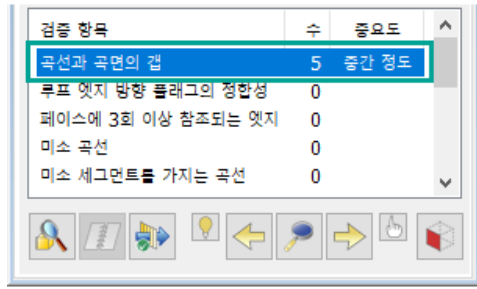 검증 항목 수 중요도
곡선과 곡면의 갭 5 중간 정도
루프 엣지 방향 플래그의 정합성 0
페이스에 3회 이상 참조되는 엣지 0
미소 곡선 0
미소 세그먼트를 가지는 곡선 0